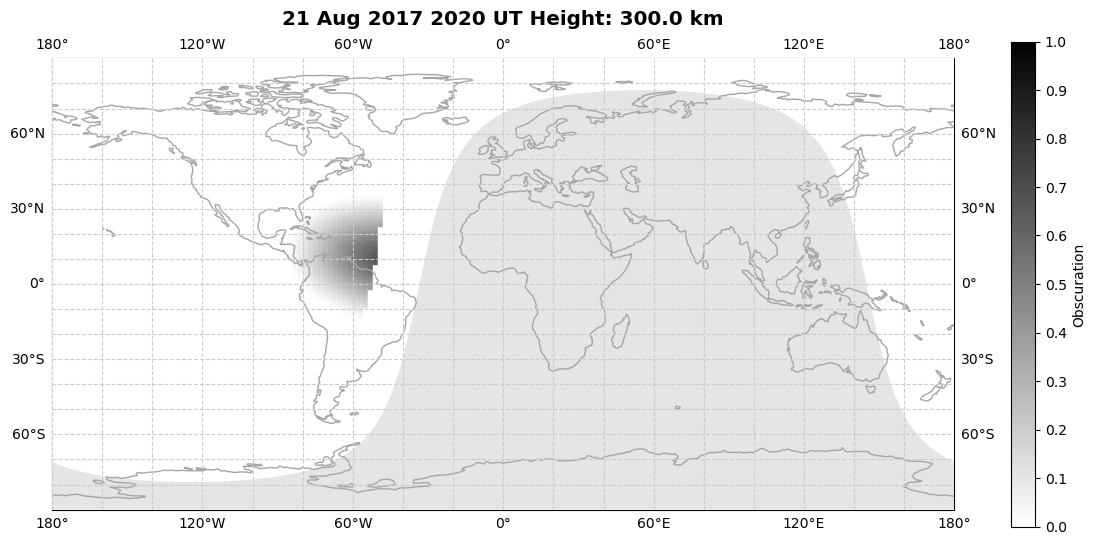 21 Aug 2017 2020 UT Height: 300.0 km
180° 120°W 60°W 0° 60°E 120°E 180°
60°N 60°N
30°N 30°N
0° 0°
30°S 30°S
60°S 60°S
180° 120°W 60°W 0° 60°E 120°E 180°
1.0
0.9
0.8
0.7
0.6
0.5
0.4
0.3
0.2
0.1
0.0
Obscuration